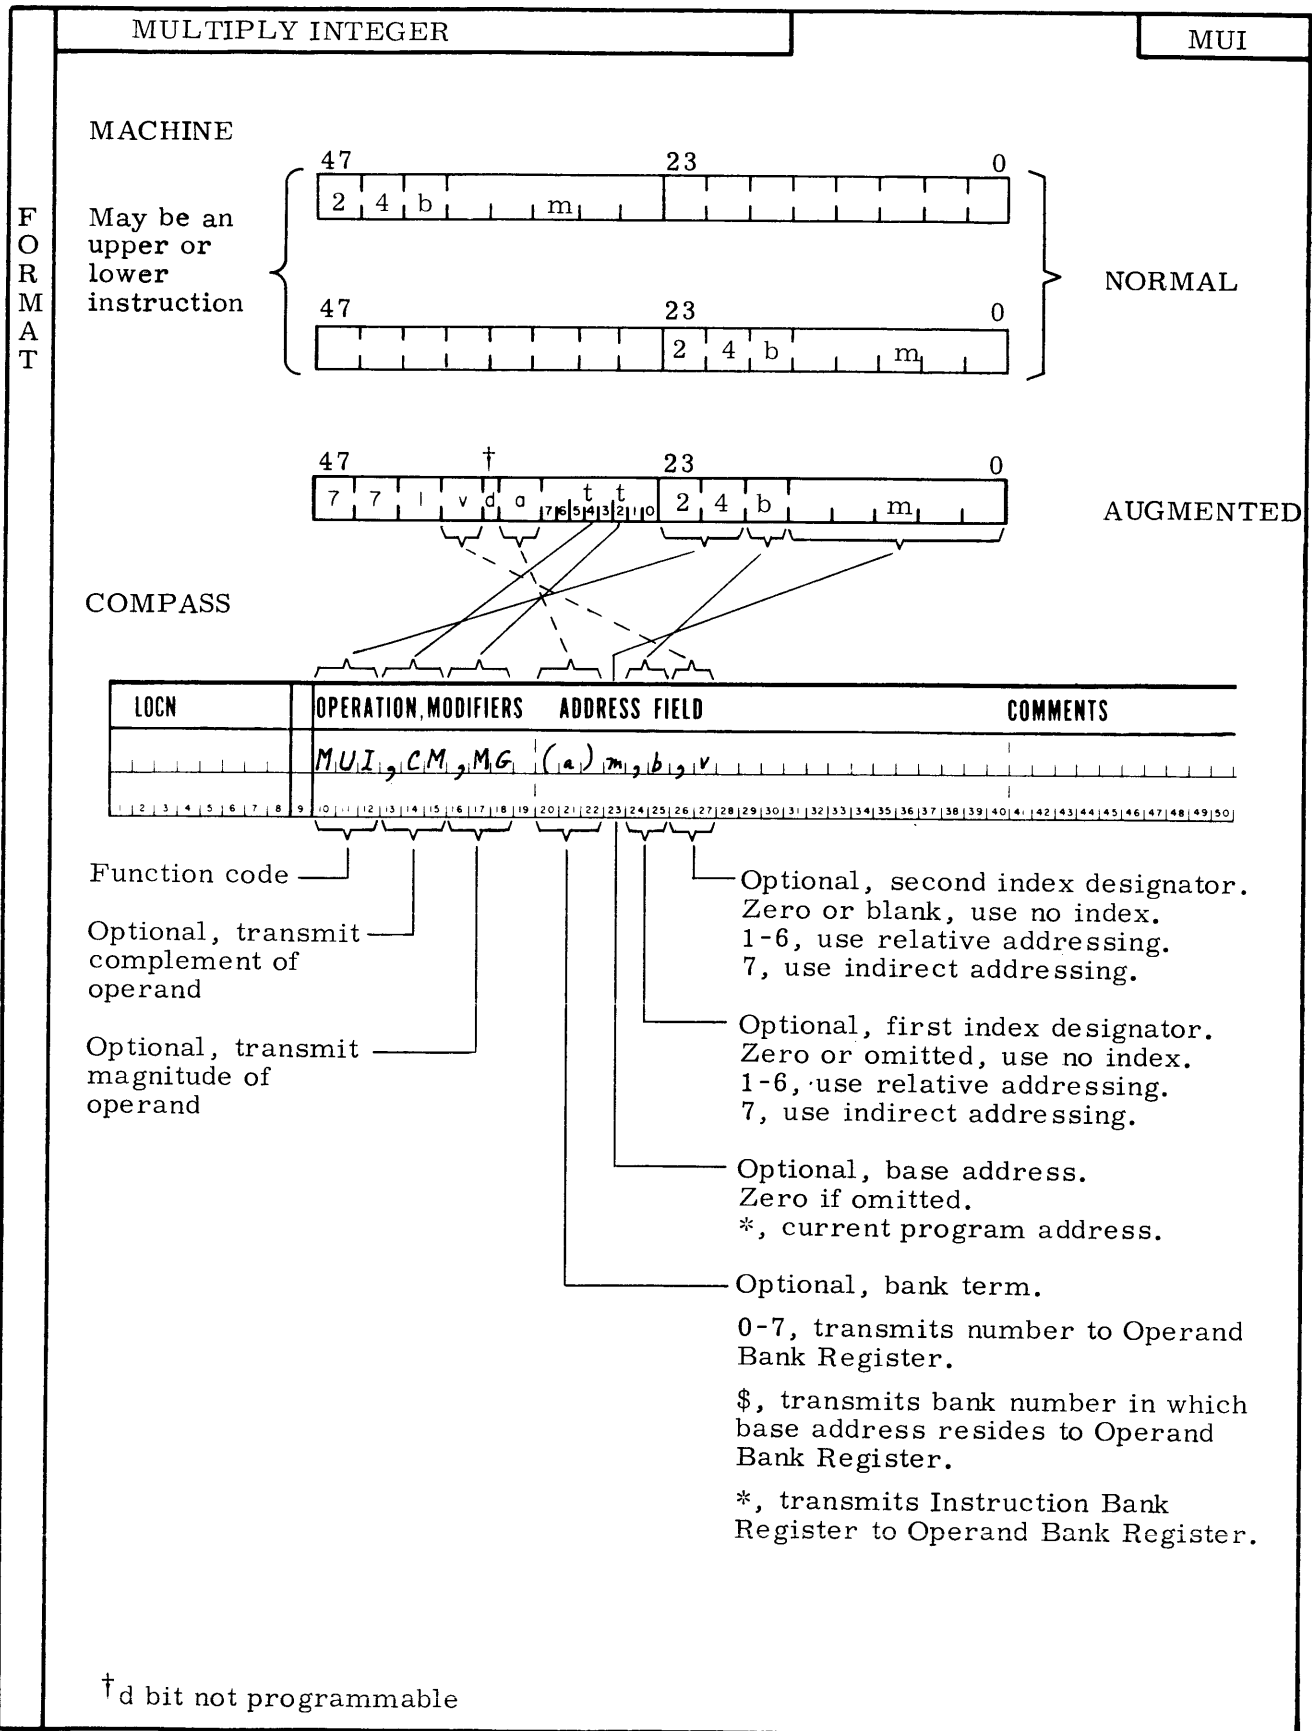 MULTIPLY INTEGER
MUI
FORMAT
MACHINE
May be an
upper or
lower
instruction
47 23 0
2 4 b m
NORMAL
47 23 0
2 4 b m
†
47 23 0
7 7 1 v d a t t 7 6 5 4 3 2 1 0 2 4 b m
AUGMENTED
COMPASS
LOCN OPERATION, MODIFIERS ADDRESS FIELD COMMENTS
MUI,CM,MG (a)m,b,v
1 2 3 4 5 6 7 8 9 10 11 12 13 14 15 16 17 18 19 20 21 22 23 24 25 26 27 28 29 30 31 32 33 34 35 36 37 38 39 40 41 42 43 44 45 46 47 48 49 50
Function code
Optional, transmit
complement of
operand
Optional, transmit
magnitude of
operand
Optional, second index designator.
Zero or blank, use no index.
1-6, use relative addressing.
7, use indirect addressing.
Optional, first index designator.
Zero or omitted, use no index.
1-6, use relative addressing.
7, use indirect addressing.
Optional, base address.
Zero if omitted.
*, current program address.
Optional, bank term.
0-7, transmits number to Operand
Bank Register.
$, transmits bank number in which
base address resides to Operand
Bank Register.
*, transmits Instruction Bank
Register to Operand Bank Register.
†d bit not programmable